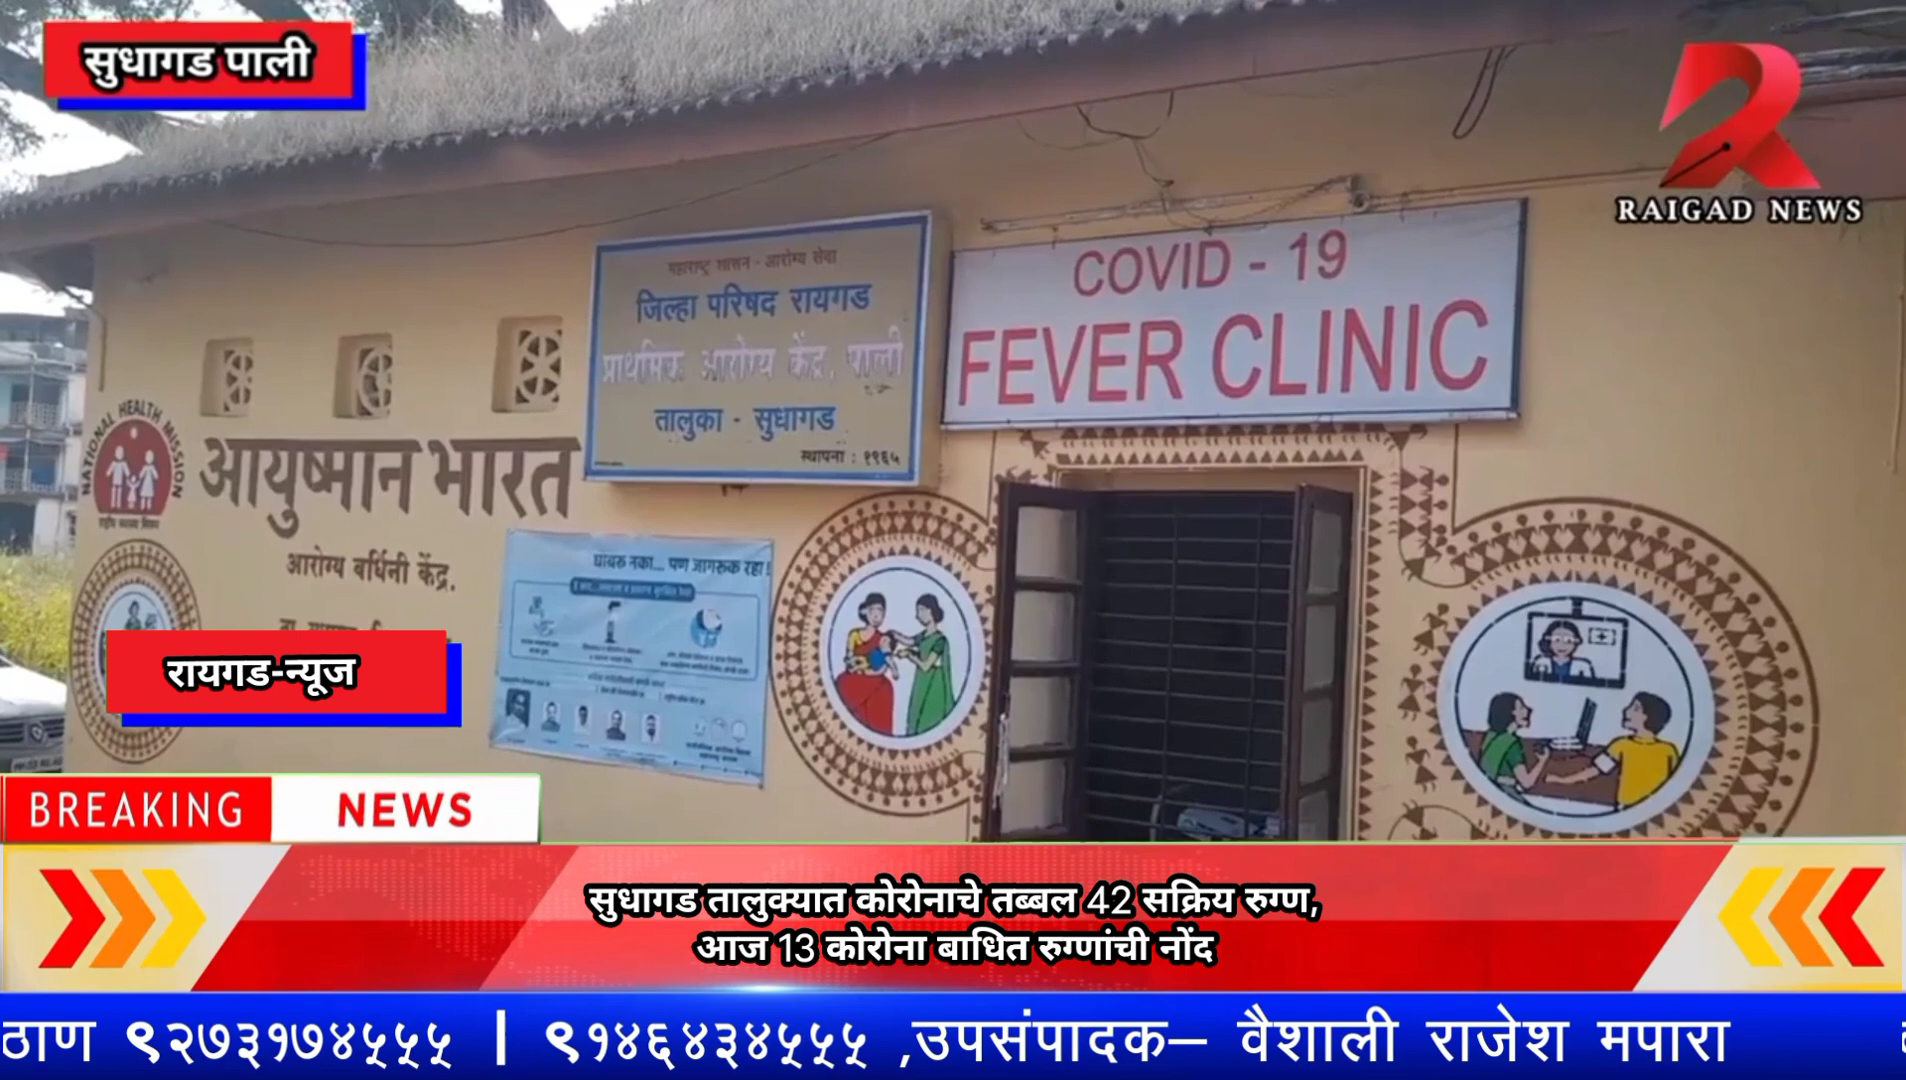 सुधागड पाली
RAIGAD NEWS
महाराष्ट्र शासन - आरोग्य सेवा
जिल्हा परिषद रायगड
प्राथमिक आरोग्य केंद्र, पाली
तालुका - सुधागड
स्थापना : १९६५
COVID - 19
FEVER CLINIC
NATIONAL HEALTH MISSION
आयुष्मान भारत
आरोग्य वर्धिनी केंद्र.
घाबरू नका... पण जागरूक रहा!
रायगड-न्यूज
BREAKING NEWS
सुधागड तालुक्यात कोरोनाचे तब्बल 42 सक्रिय रुग्ण,
आज 13 कोरोना बाधित रुग्णांची नोंद
ठाण ९२७३१७४५५५ | ९१४६४३४५५५ ,उपसंपादक– वैशाली राजेश मपारा